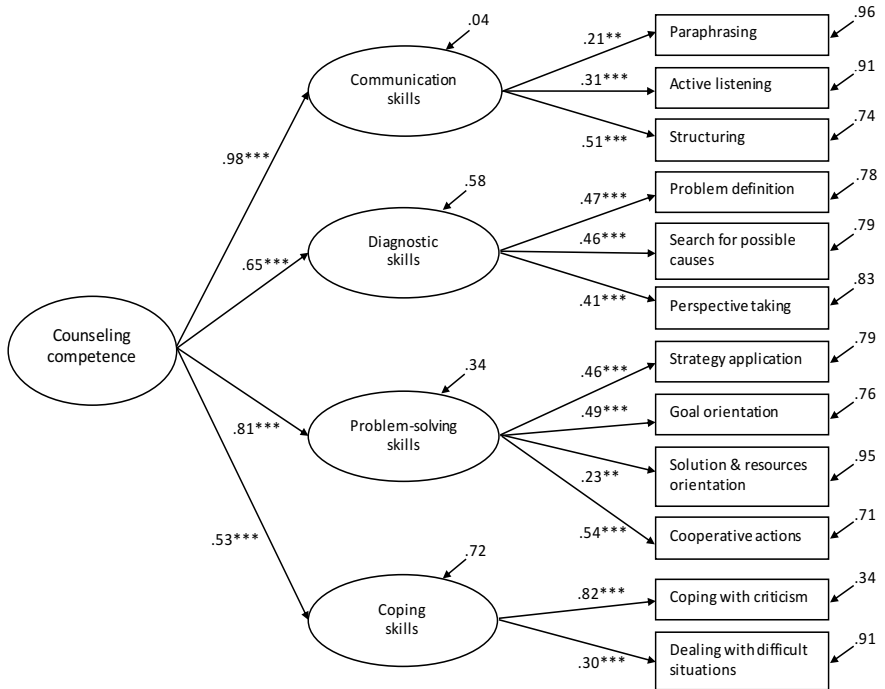 .04
.96
Paraphrasing
.21**
Communication
skills
.91
Active listening
.31***
.74
Structuring
.51***
.98***
.58
.78
Problem definition
.47***
Diagnostic
skills
.79
Search for possible
causes
.46***
.65***
.83
Perspective taking
.41***
Counseling
competence
.34
.79
Strategy application
.46***
.76
Goal orientation
.49***
Problem-solving
skills
.81***
.95
Solution & resources
orientation
.23**
.71
Cooperative actions
.54***
.53***
.72
.34
Coping with criticism
.82***
Coping
skills
.91
Dealing with difficult
situations
.30***